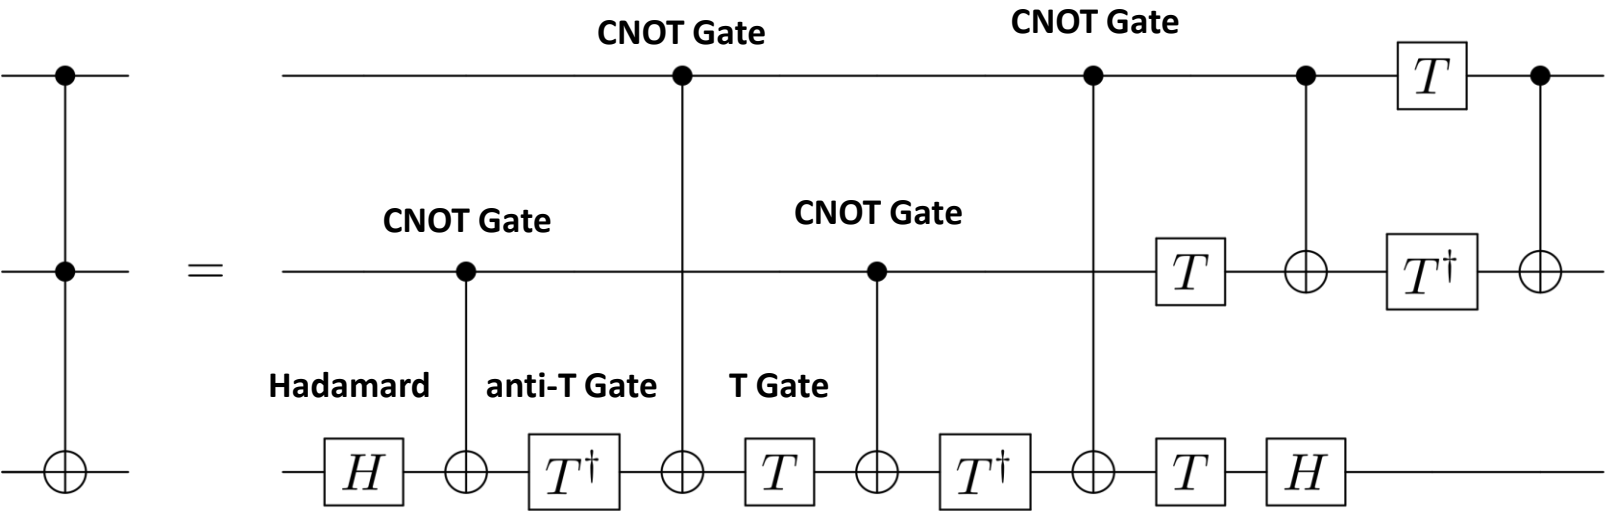 CNOT Gate
CNOT Gate
T
CNOT Gate
CNOT Gate
=
T
T†
Hadamard
anti-T Gate
T Gate
H
T†
T
T†
T
H